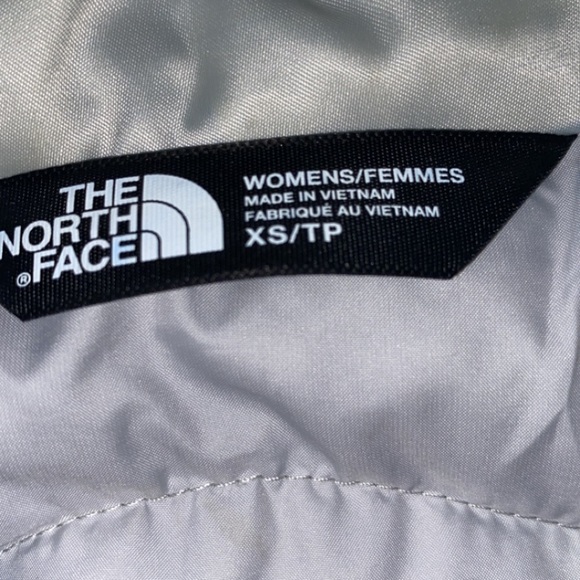 THE
NORTH
® FACE
WOMENS/FEMMES
MADE IN VIETNAM
FABRIQUÉ AU VIETNAM
XS/TP